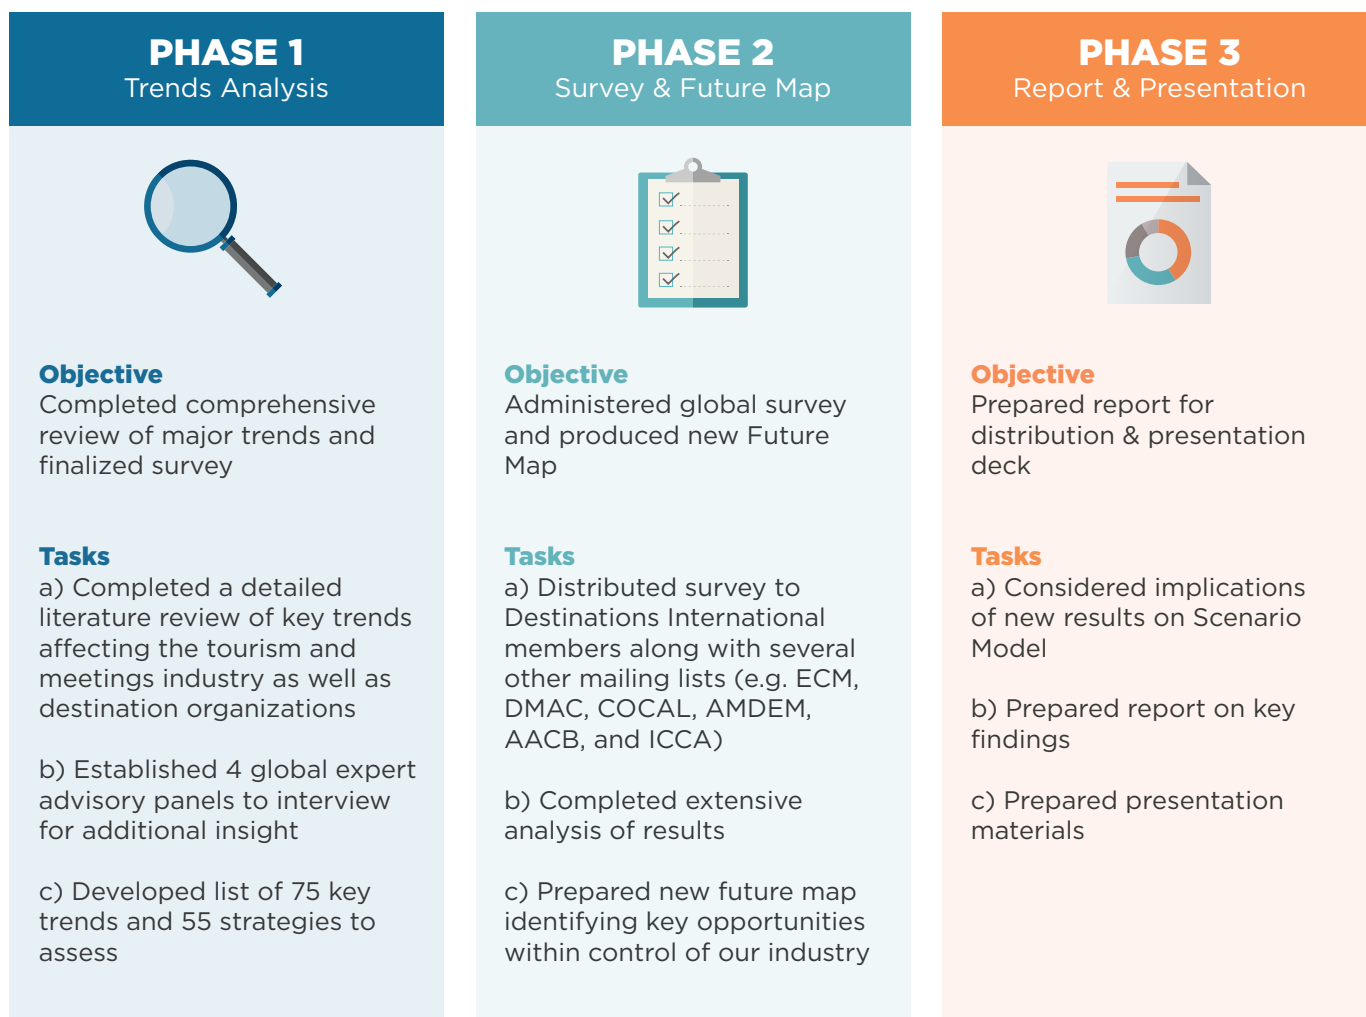 PHASE 1
Trends Analysis
Objective
Completed comprehensive
review of major trends and
finalized survey
Tasks
a) Completed a detailed
literature review of key trends
affecting the tourism and
meetings industry as well as
destination organizations
b) Established 4 global expert
advisory panels to interview
for additional insight
c) Developed list of 75 key
trends and 55 strategies to
assess
PHASE 2
Survey & Future Map
Objective
Administered global survey
and produced new Future
Map
Tasks
a) Distributed survey to
Destinations International
members along with several
other mailing lists (e.g. ECM,
DMAC, COCAL, AMDEM,
AACB, and ICCA)
b) Completed extensive
analysis of results
c) Prepared new future map
identifying key opportunities
within control of our industry
PHASE 3
Report & Presentation
Objective
Prepared report for
distribution & presentation
deck
Tasks
a) Considered implications
of new results on Scenario
Model
b) Prepared report on key
findings
c) Prepared presentation
materials